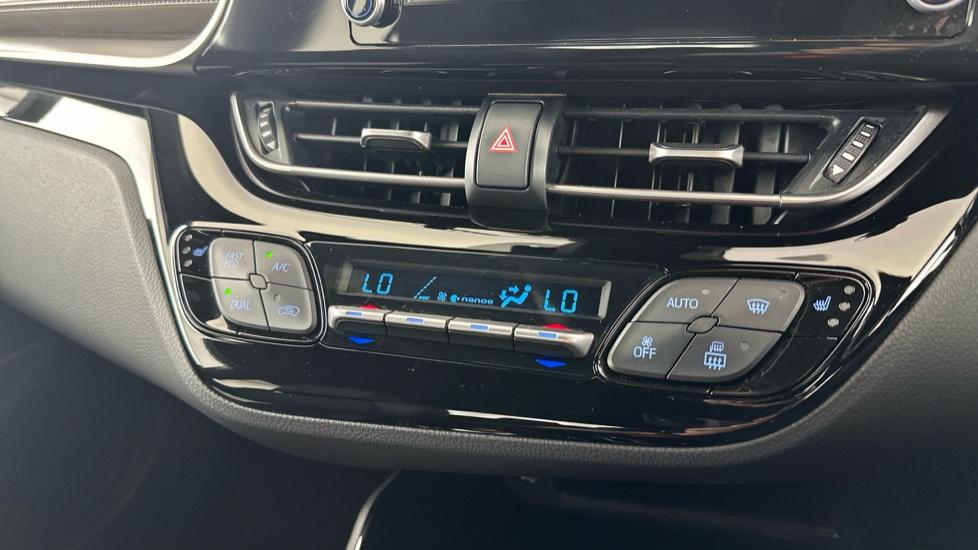 FAST
ECO
A/C
DUAL
LO
nanoe
LO
AUTO
OFF